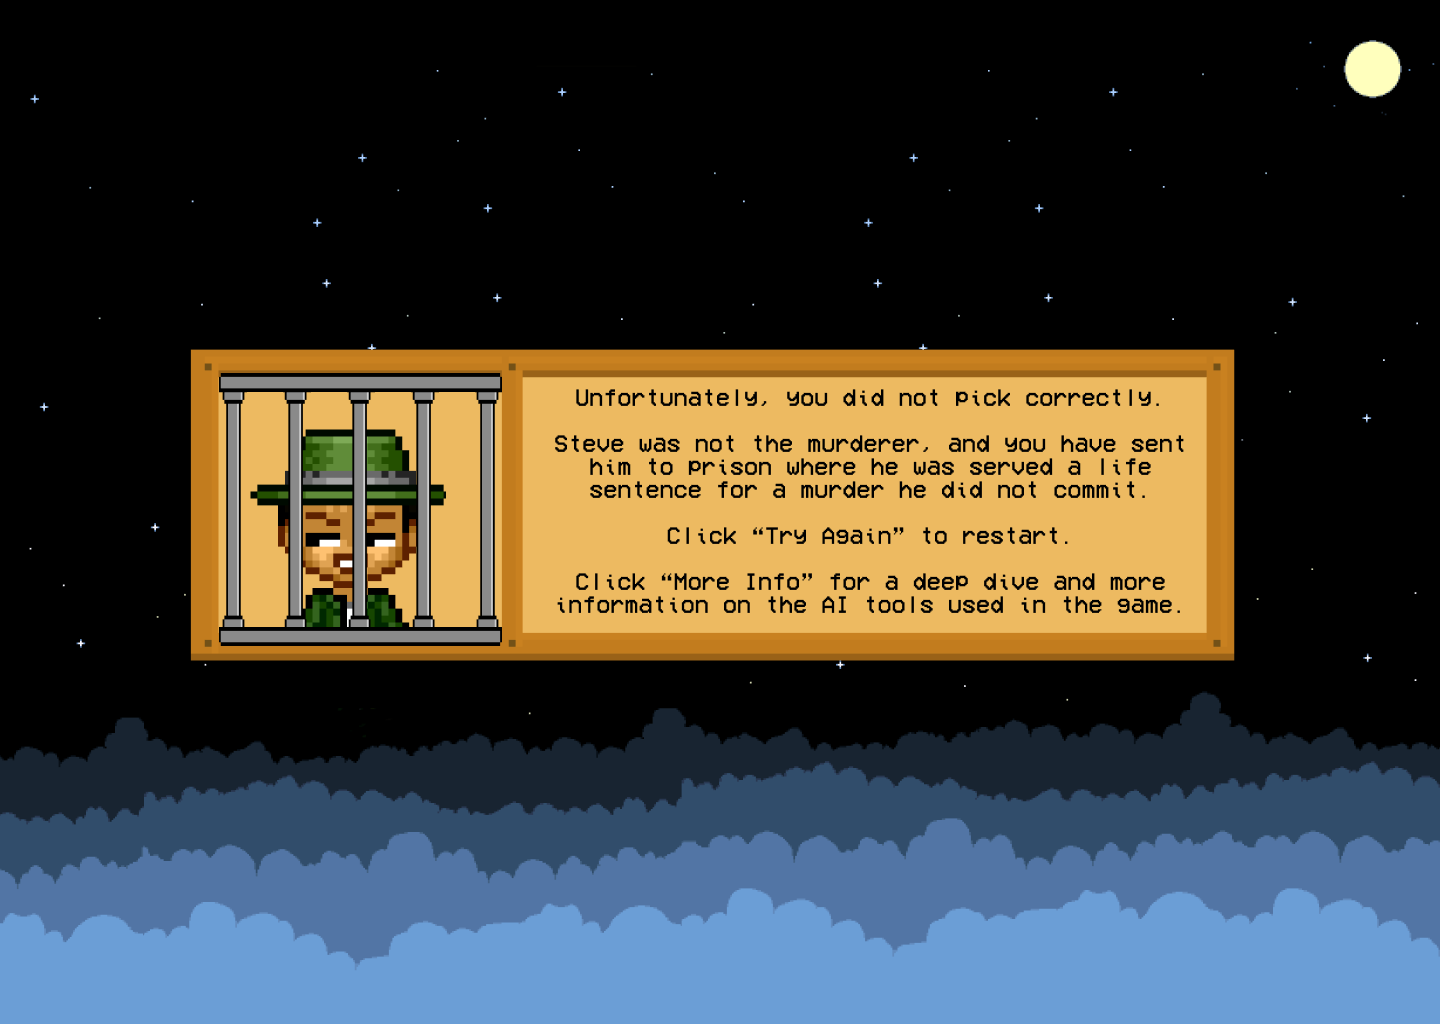 Unfortunately, you did not pick correctly.
Steve was not the murderer, and you have sent
him to prison where he was served a life
sentence for a murder he did not commit.
Click “Try Again” to restart.
Click “More Info” for a deep dive and more
information on the AI tools used in the game.